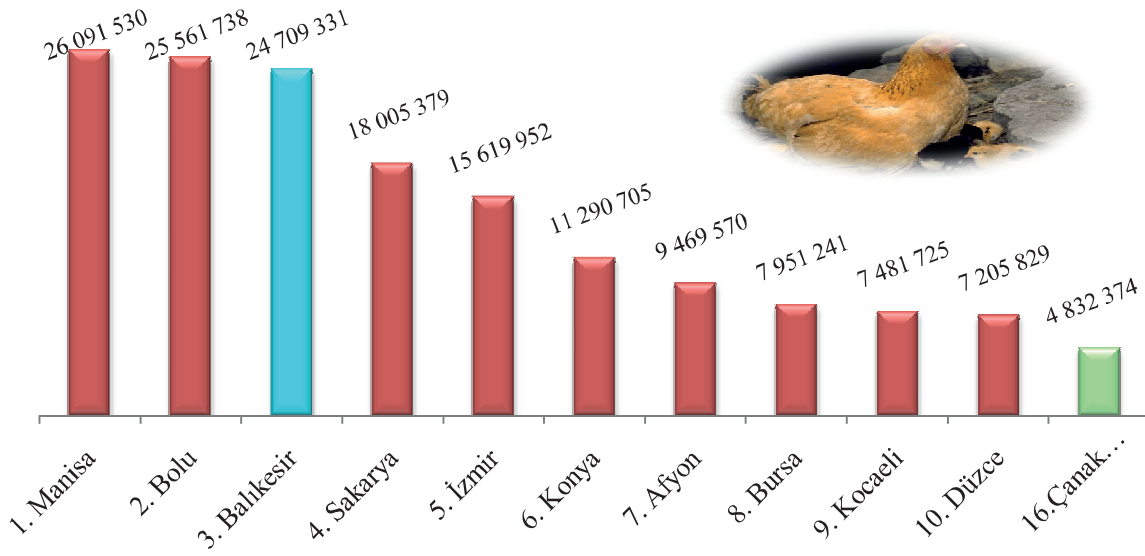 26 091 530
25 561 738
24 709 331
18 005 379
15 619 952
11 290 705
9 469 570
7 951 241
7 481 725
7 205 829
4 832 374
1. Manisa
2. Bolu
3. Balıkesir
4. Sakarya
5. İzmir
6. Konya
7. Afyon
8. Bursa
9. Kocaeli
10. Düzce
16.Çanak…